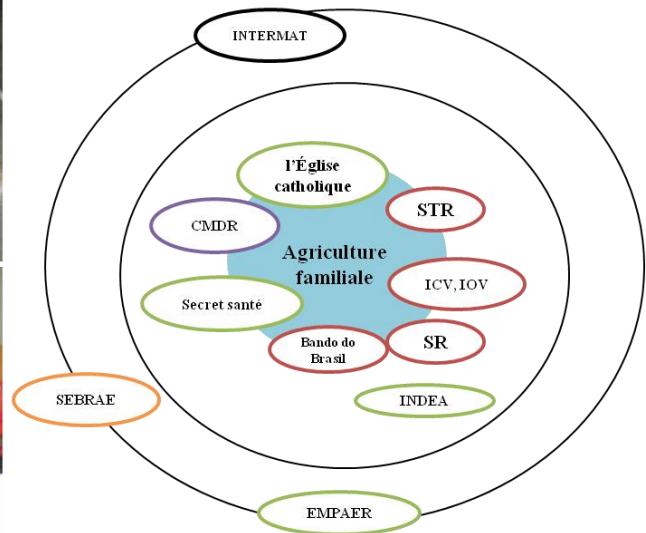 INTERMAT
l'Église
catholique
STR
CMDR
Agriculture
familiale
ICV, IOV
Secret santé
Bando do
Brasil
SR
SEBRAE
INDEA
EMPAER